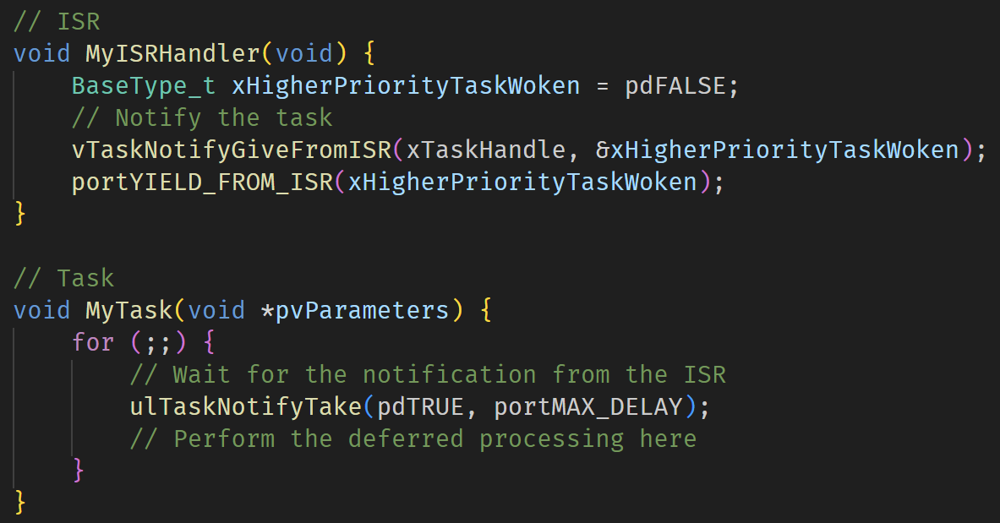 // ISR
void MyISRHandler(void) {
    BaseType_t xHigherPriorityTaskWoken = pdFALSE;
    // Notify the task
    vTaskNotifyGiveFromISR(xTaskHandle, &xHigherPriorityTaskWoken);
    portYIELD_FROM_ISR(xHigherPriorityTaskWoken);
}

// Task
void MyTask(void *pvParameters) {
    for (;;) {
        // Wait for the notification from the ISR
        ulTaskNotifyTake(pdTRUE, portMAX_DELAY);
        // Perform the deferred processing here
    }
}